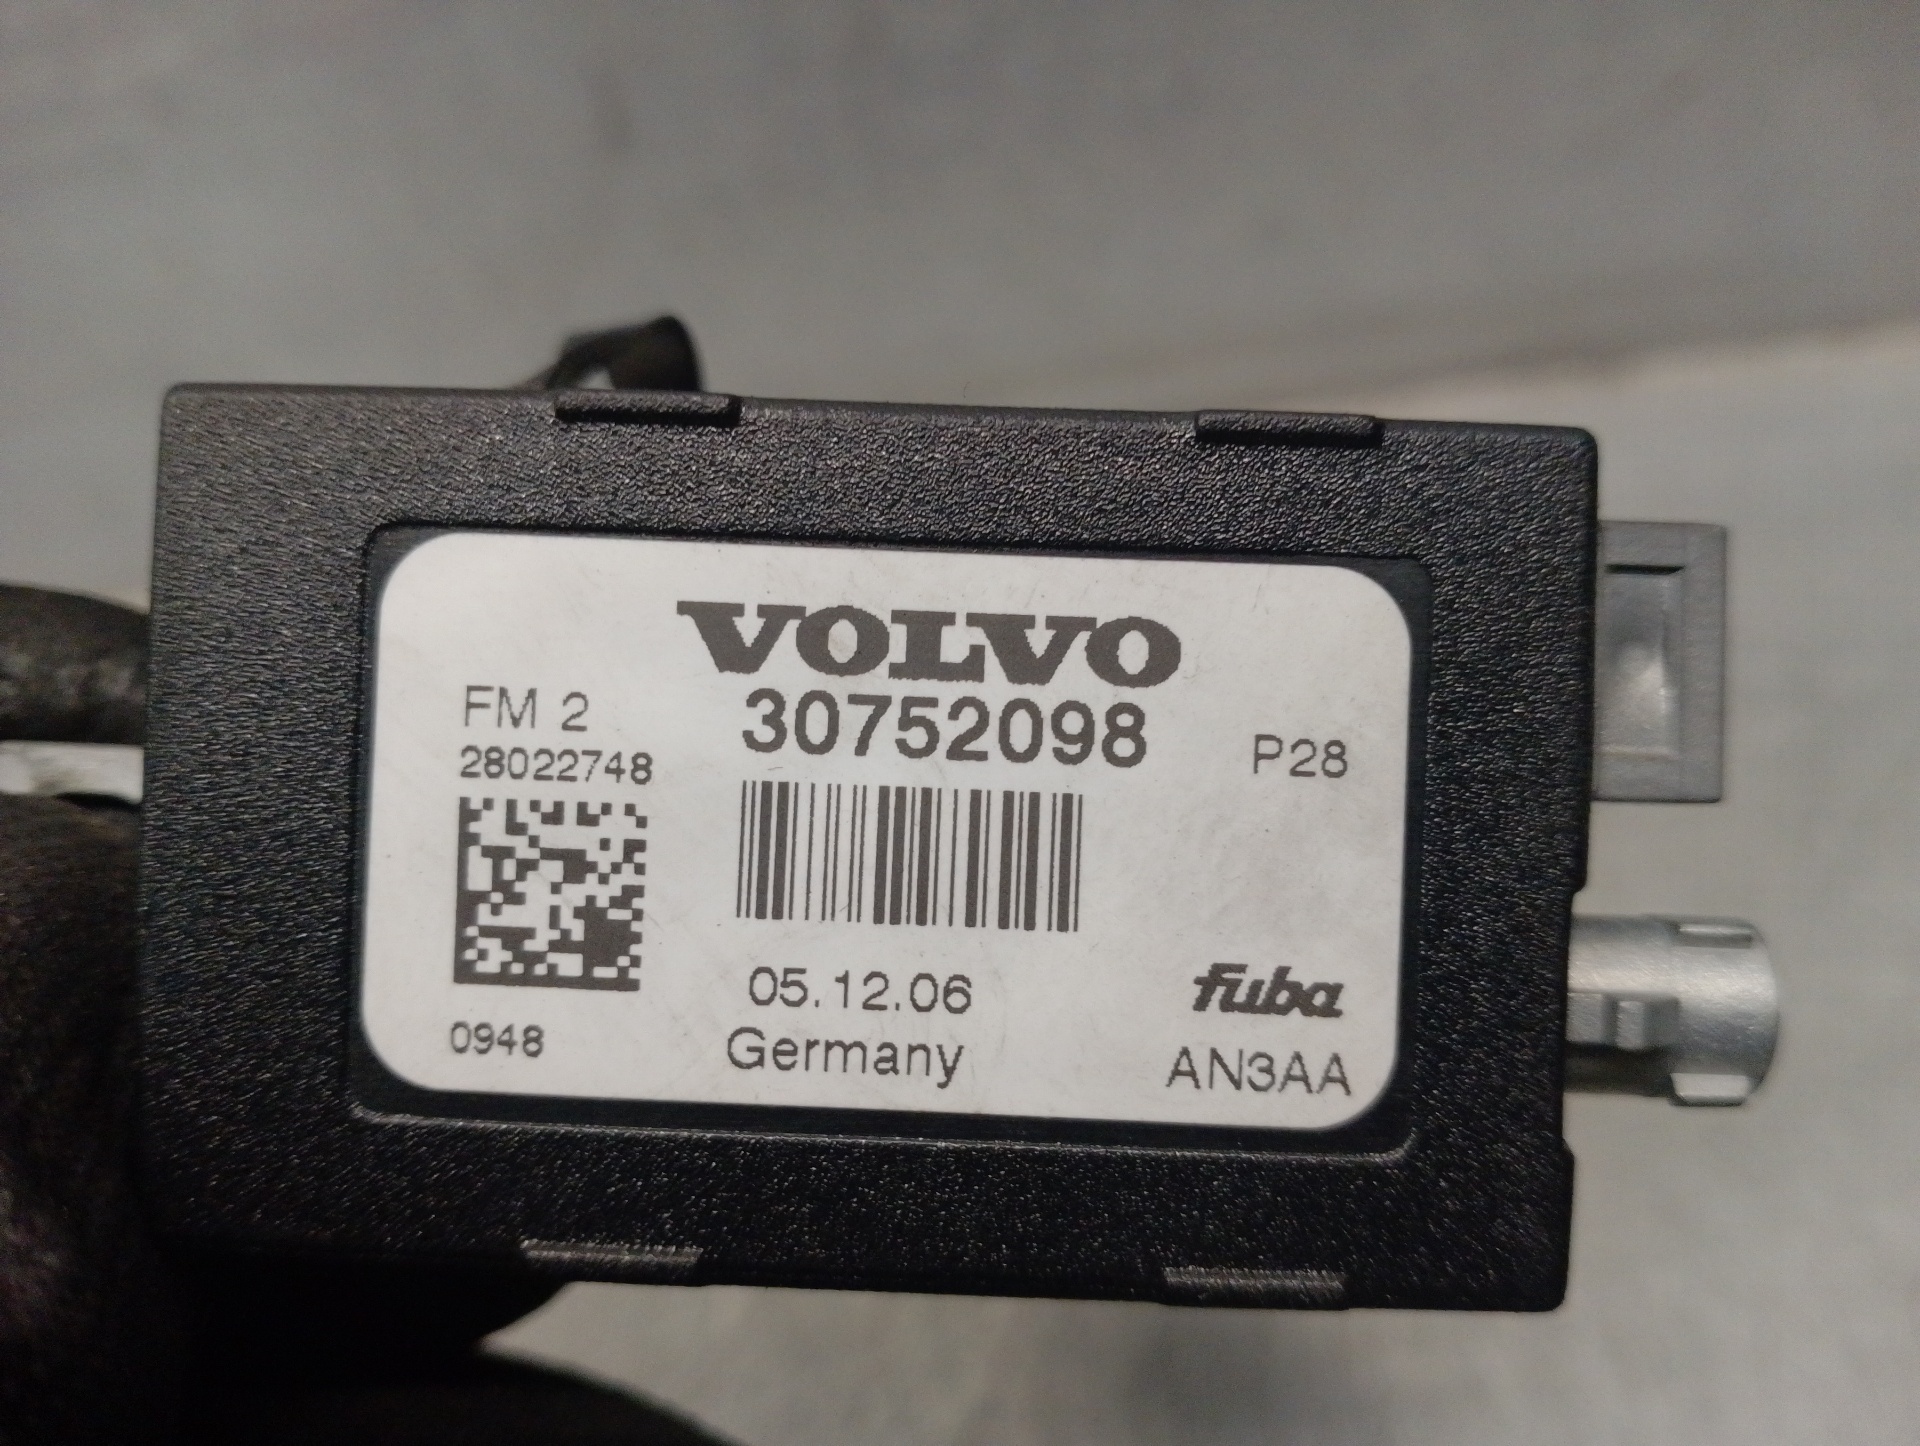 VOLVO
FM 2
30752098
P28
28022748
05.12.06
fuba
0948
Germany
AN3AA